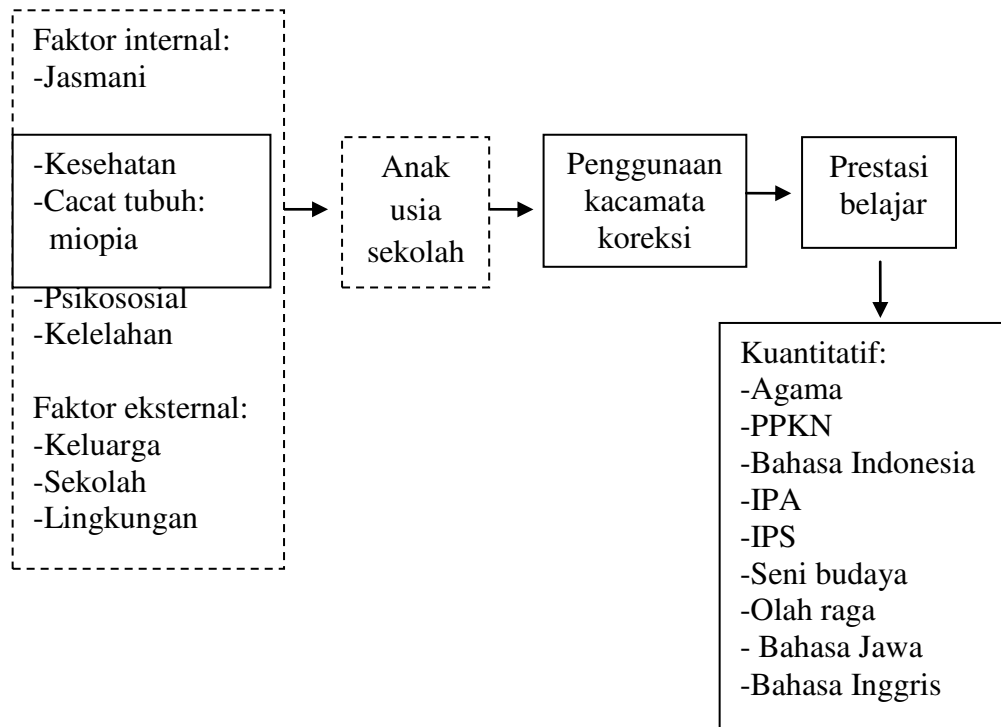 Faktor internal:
-Jasmani
-Kesehatan
-Cacat tubuh:
miopia
-Psikososial
-Kelelahan
Faktor eksternal:
-Keluarga
-Sekolah
-Lingkungan
Anak
usia
sekolah
Penggunaan
kacamata
koreksi
Prestasi
belajar
Kuantitatif:
-Agama
-PPKN
-Bahasa Indonesia
-IPA
-IPS
-Seni budaya
-Olah raga
- Bahasa Jawa
-Bahasa Inggris